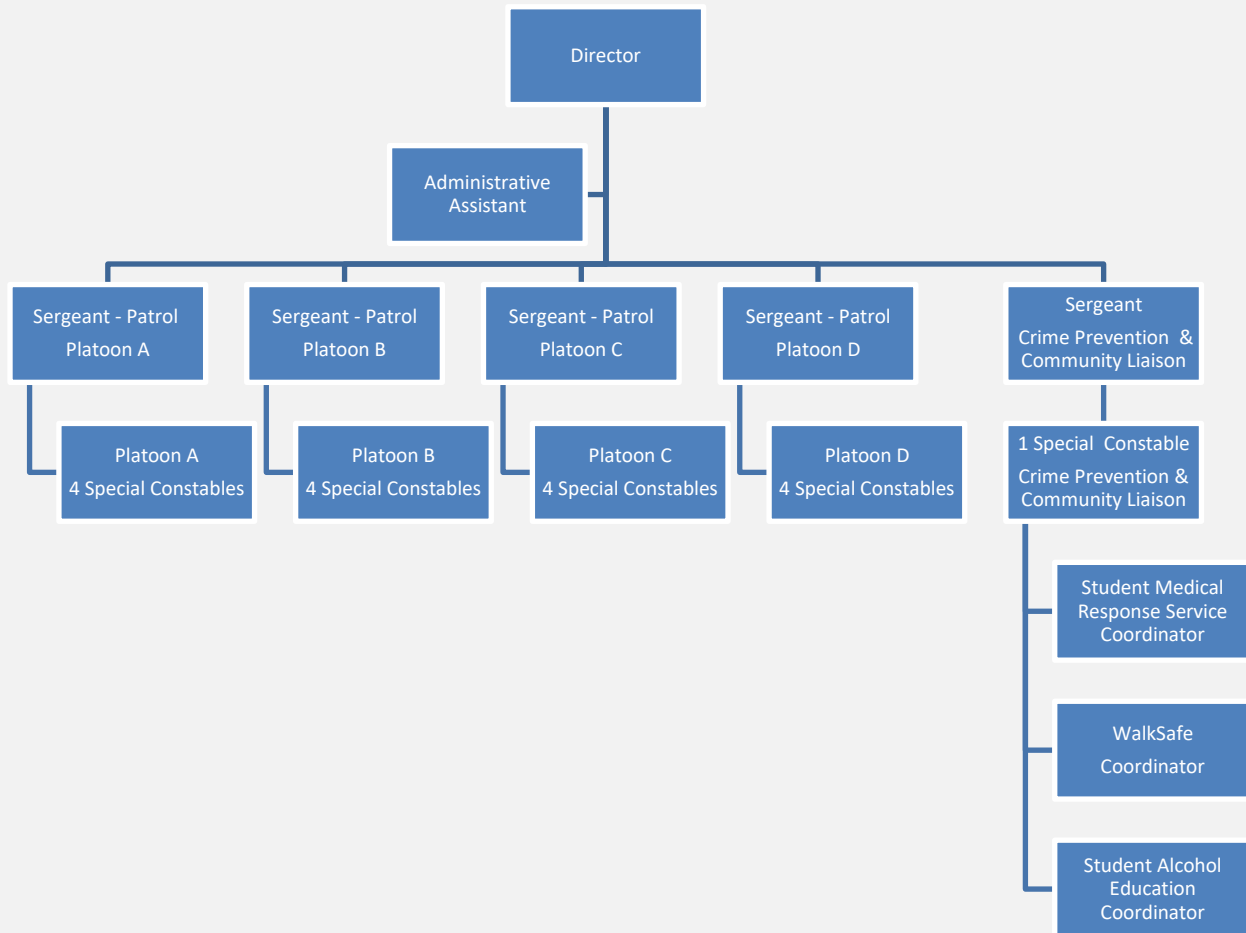 Director
Administrative
Assistant
Sergeant - Patrol
Platoon A
Sergeant - Patrol
Platoon B
Sergeant - Patrol
Platoon C
Sergeant - Patrol
Platoon D
Sergeant
Crime Prevention &
Community Liaison
Platoon A
4 Special Constables
Platoon B
4 Special Constables
Platoon C
4 Special Constables
Platoon D
4 Special Constables
1 Special Constable
Crime Prevention &
Community Liaison
Student Medical
Response Service
Coordinator
WalkSafe
Coordinator
Student Alcohol
Education
Coordinator